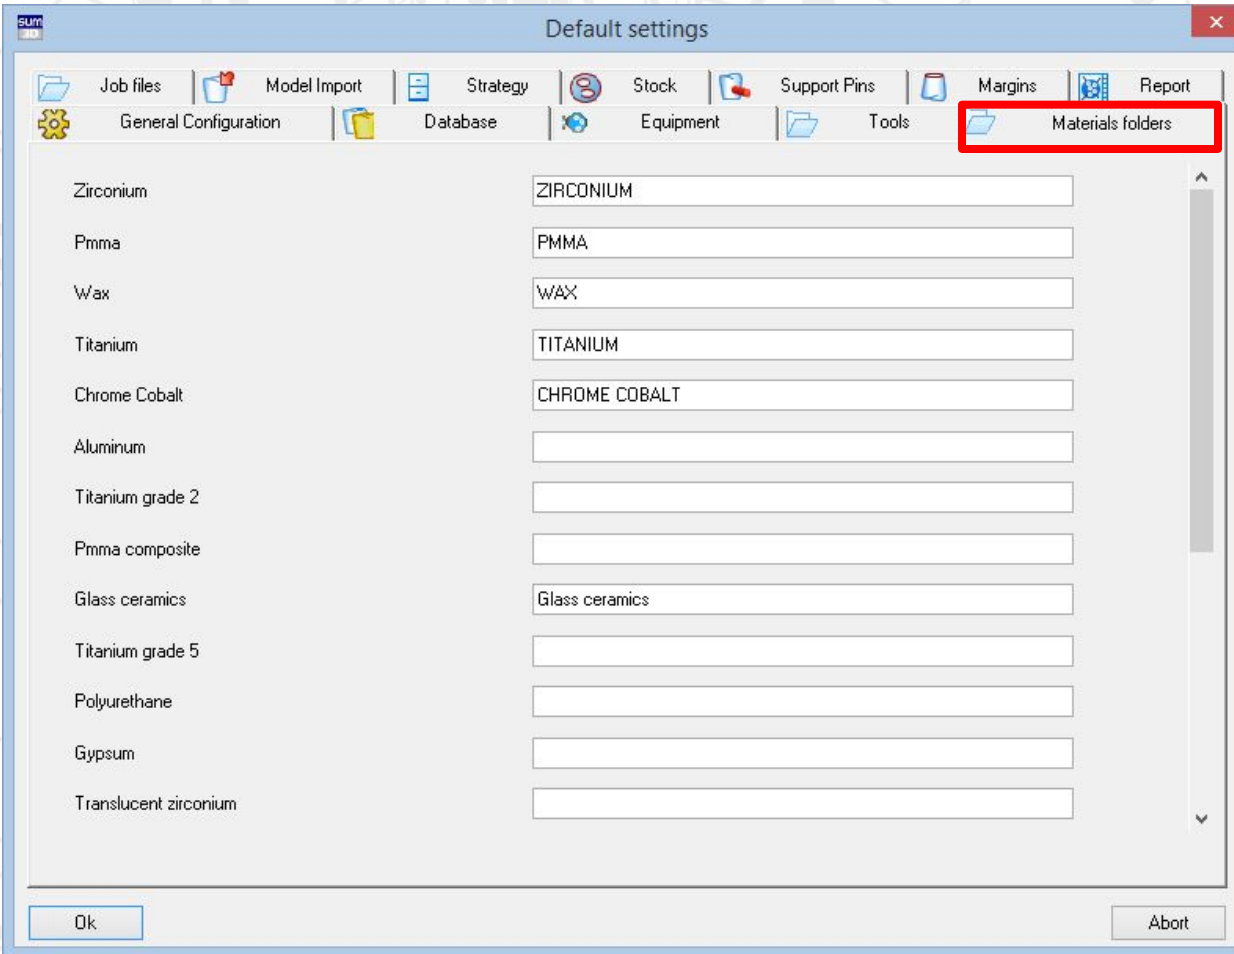 sum
3D
Default settings
Job files Model Import Strategy Stock Support Pins Margins Report
General Configuration Database Equipment Tools Materials folders
Zirconium ZIRCONIUM
Pmma PMMA
Wax WAX
Titanium TITANIUM
Chrome Cobalt CHROME COBALT
Aluminum
Titanium grade 2
Pmma composite
Glass ceramics Glass ceramics
Titanium grade 5
Polyurethane
Gypsum
Translucent zirconium
Ok Abort